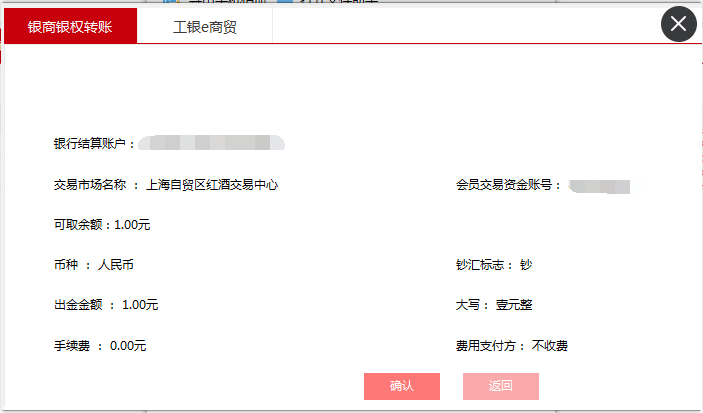 银商银权转账 工银e商贸
银行结算账户：
交易市场名称 ： 上海自贸区红酒交易中心 会员交易资金账号：
可取余额：1.00元
币种 ： 人民币 钞汇标志： 钞
出金金额 ： 1.00元 大写： 壹元整
手续费 ： 0.00元 费用支付方： 不收费
确认 返回